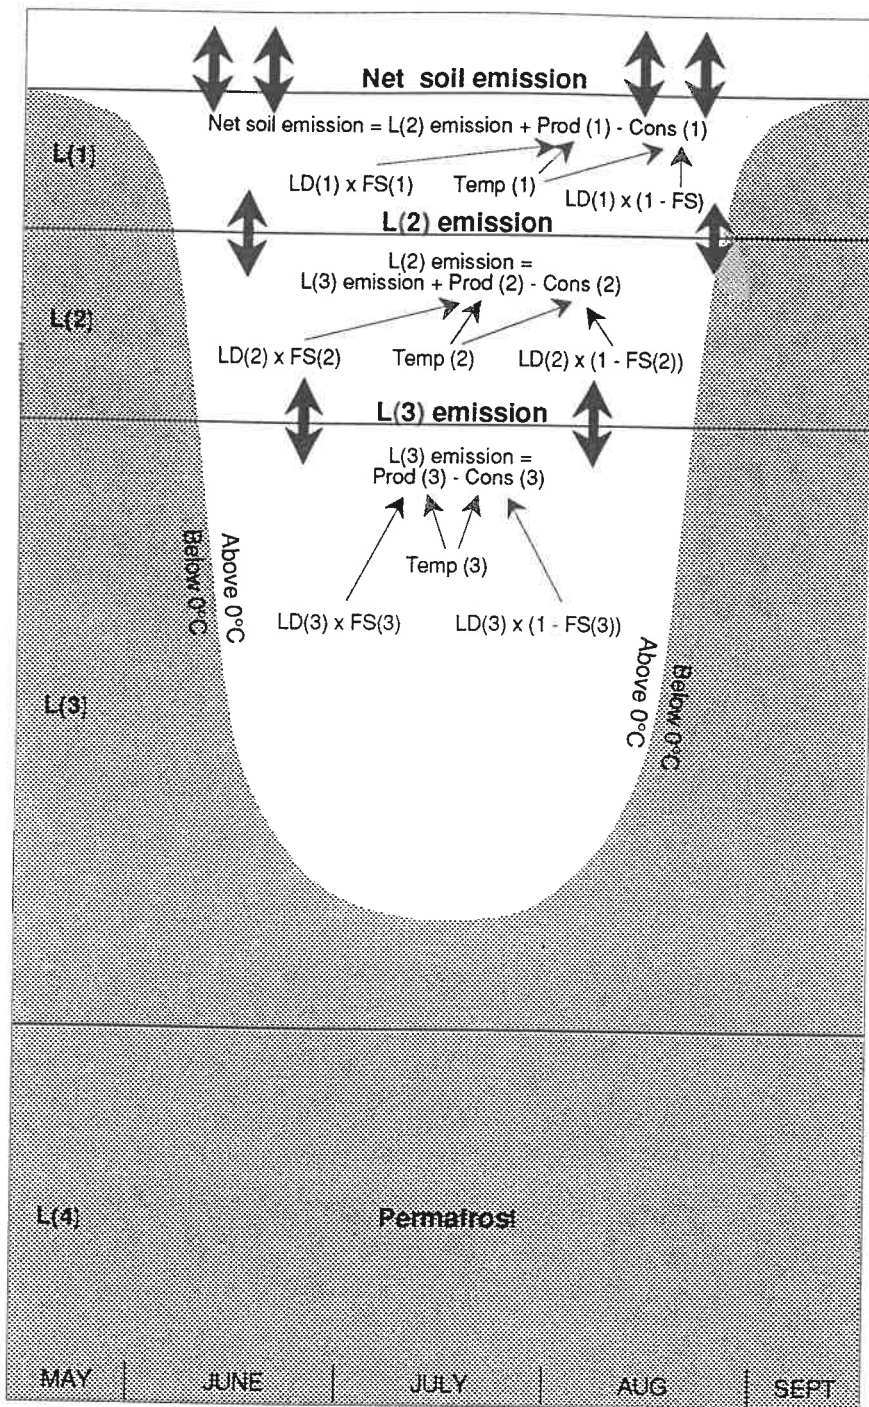 Net soil emission
Net soil emission = L(2) emission + Prod (1) - Cons (1)
L(1)
LD(1) x FS(1)
Temp (1)
LD(1) x (1 - FS)
L(2) emission
L(2) emission =
L(3) emission + Prod (2) - Cons (2)
L(2)
LD(2) x FS(2)
Temp (2)
LD(2) x (1 - FS(2))
L(3) emission
L(3) emission =
Prod (3) - Cons (3)
Temp (3)
LD(3) x FS(3)
LD(3) x (1 - FS(3))
Below 0°C
Above 0°C
Above 0°C
Below 0°C
L(3)
L(4)
Permafrost
MAY
JUNE
JULY
AUG
SEPT